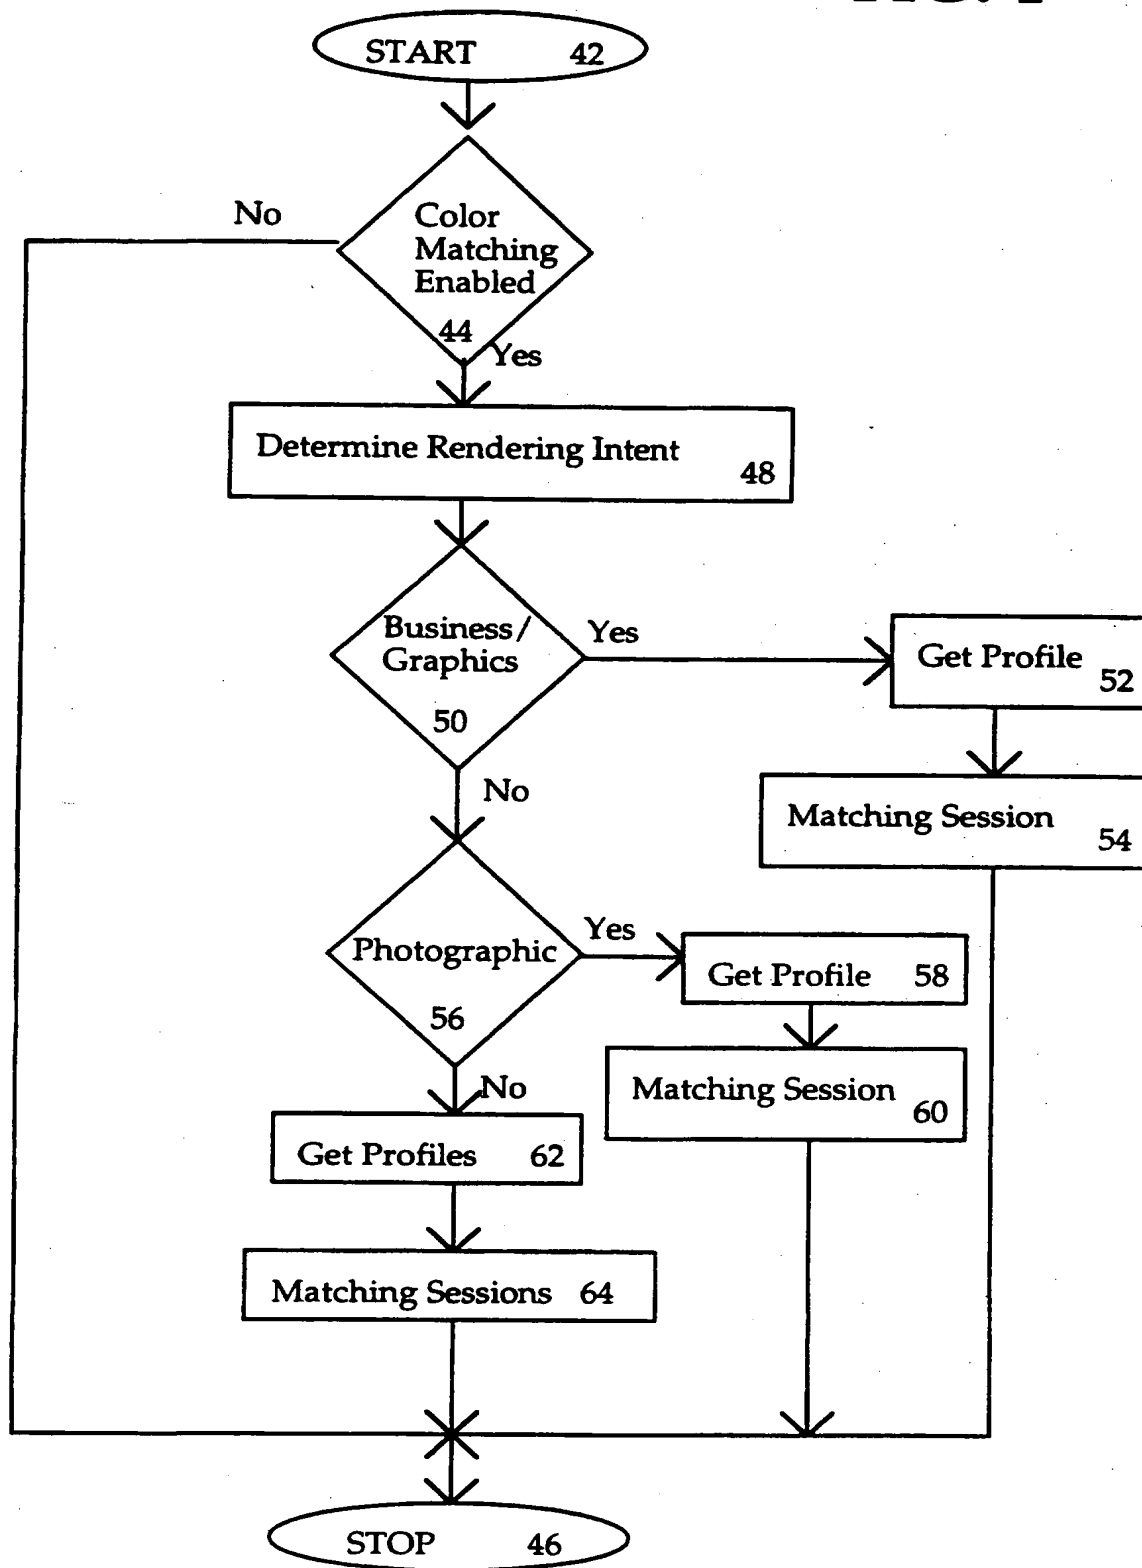 START 42
No
Color
Matching
Enabled
44
Yes
Determine Rendering Intent
48
Business/
Graphics
50
Yes
Get Profile
52
No
Matching Session
54
Photographic
56
Yes
Get Profile 58
No
Matching Session
60
Get Profiles 62
Matching Sessions 64
STOP 46